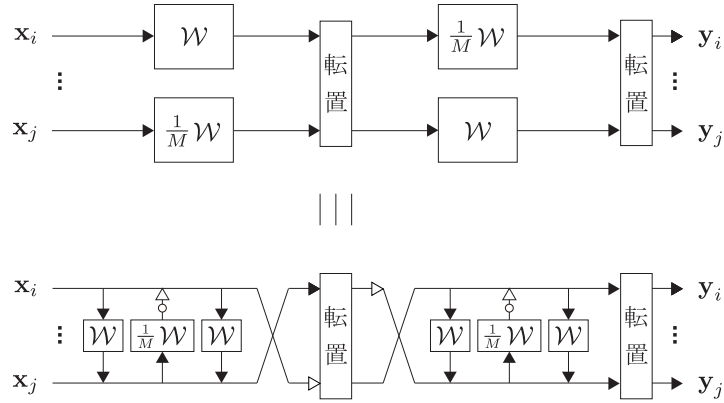 x_i W 転置 1/M W 転置 y_i
⋮ ⋮
x_j 1/M W W y_j
|||
x_i 転置 転置 y_i
⋮ W 1/M W W W 1/M W W ⋮
x_j y_j